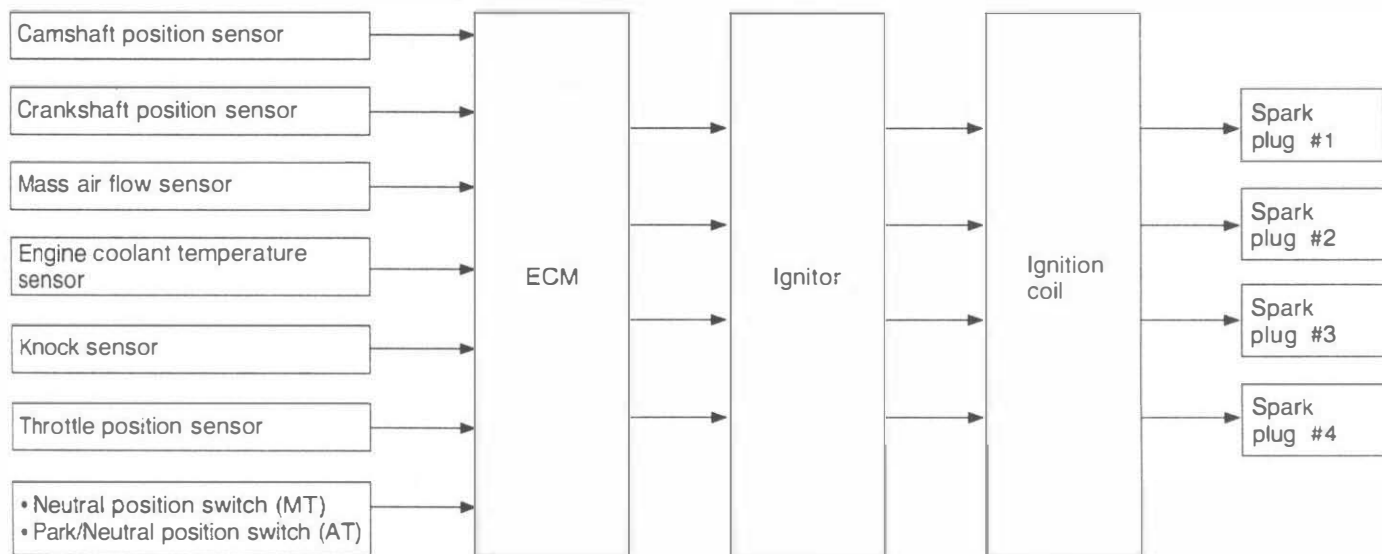 Camshaft position sensor
Crankshaft position sensor
Mass air flow sensor
Engine coolant temperature
sensor
Knock sensor
Throttle position sensor
• Neutral position switch (MT)
• Park/Neutral position switch (AT)
ECM
Ignitor
Ignition
coil
Spark
plug #1
Spark
plug #2
Spark
plug #3
Spark
plug #4